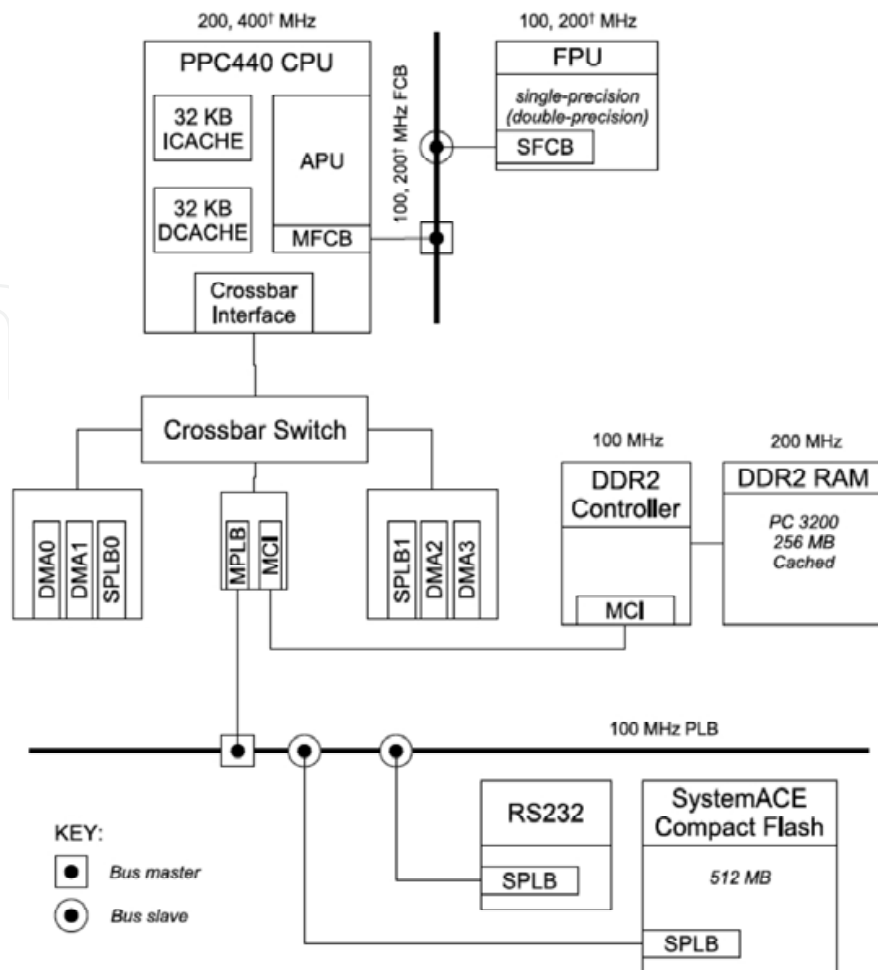 200, 400† MHz
100, 200† MHz
PPC440 CPU
32 KB
ICACHE
APU
32 KB
DCACHE
MFCB
Crossbar
Interface
100, 200† MHz FCB
FPU
single-precision
(double-precision)
SFCB
Crossbar Switch
DMA0
DMA1
SPLB0
MPLB
MCI
SPLB1
DMA2
DMA3
100 MHz
200 MHz
DDR2
Controller
MCI
DDR2 RAM
PC 3200
256 MB
Cached
100 MHz PLB
KEY:
Bus master
Bus slave
RS232
SPLB
SystemACE
Compact Flash
512 MB
SPLB